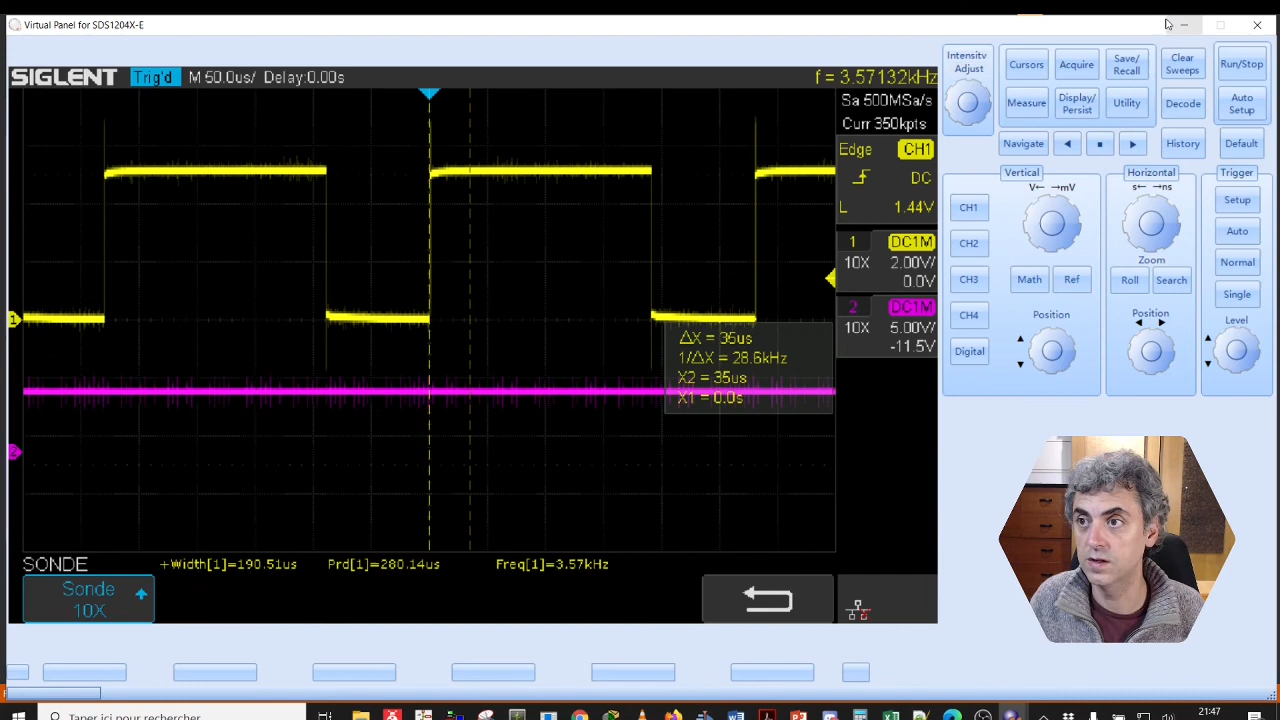 Virtual Panel for SDS1204X-E
SIGLENT Trig'd M 50.0us/ Delay:0.00s f = 3.57132kHz
Sa 500MSa/s
Curr 350kpts
Edge CH1
DC
L 1.44V
1 DC1M
10X 2.00V/
0.0V
2 DC1M
10X 5.00V/
-11.5V
1
2
ΔX = 35us
1/ΔX = 28.6kHz
X2 = 35us
X1 = 0.0s
SONDE +Width[1]=190.51us Prd[1]=280.14us Freq[1]=3.57kHz
Sonde
10X
Intensity
Adjust
Cursors Acquire Save/
Recall
Clear
Sweeps
Run/Stop
Measure Display/
Persist
Utility Decode Auto
Setup
Navigate History Default
Vertical Horizontal Trigger
V← →mV s← →ns
CH1
CH2
CH3
CH4
Digital
Math Ref
Zoom
Roll Search
Position Position
Setup
Auto
Normal
Single
Level
Taper ici pour rechercher
21:47